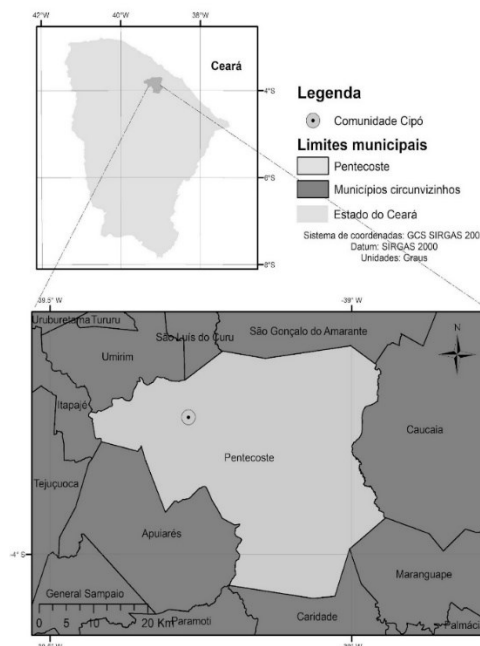 42°W 40°W 38°W
Ceará
4°S
6°S
8°S
Legenda
Comunidade Cipó
Limites municipais
Pentecoste
Municípios circunvizinhos
Estado do Ceará
Sistema de coordenadas: GCS SIRGAS 200
Datum: SIRGAS 2000
Unidades: Graus
39.5° W
-39° W
Uruburetama Tururu
São Luís do Curu
São Gonçalo do Amarante
N
Umirim
Itapajé
Caucaia
Pentecoste
Tejuçuoca
Apuiarés
-4° S
Maranguape
General Sampaio
0 5 10 20 Km
Paramoti
Caridade
Palmácia